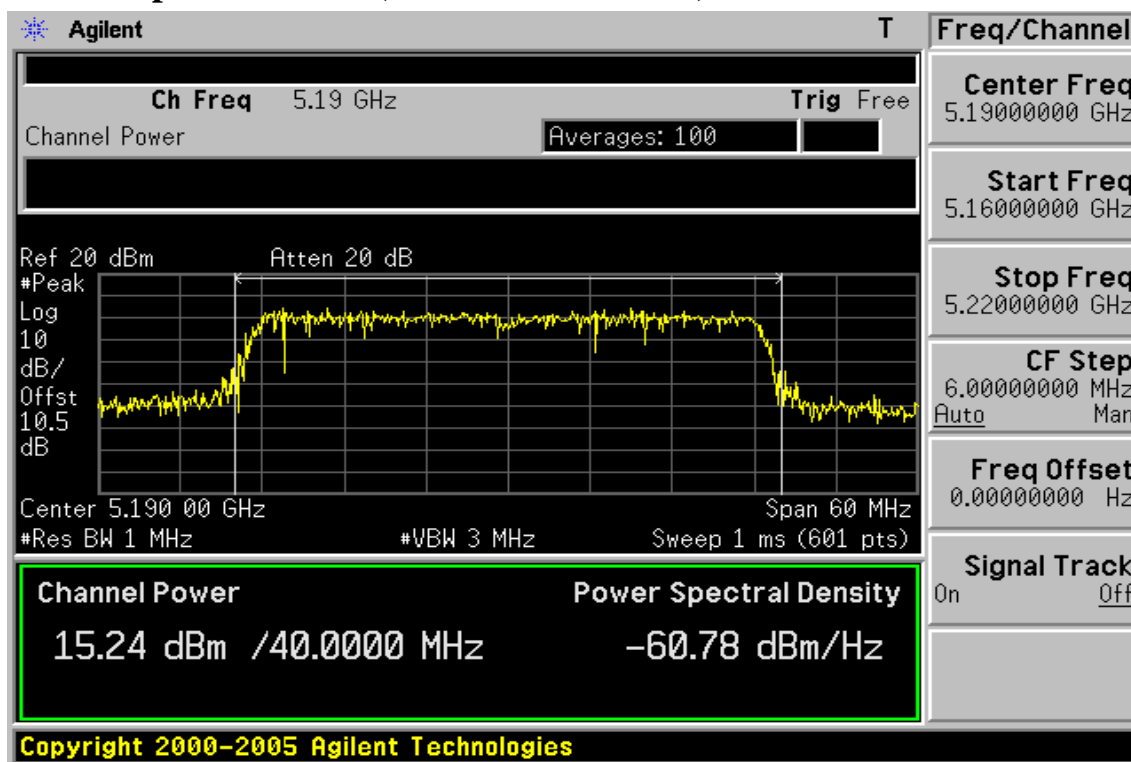 Agilent T
Freq/Channel
Ch Freq 5.19 GHz Trig Free
Channel Power Averages: 100
Ref 20 dBm Atten 20 dB
#Peak
Log
10
dB/
Offst
10.5
dB
Center 5.190 00 GHz Span 60 MHz
#Res BW 1 MHz #VBW 3 MHz Sweep 1 ms (601 pts)
Channel Power Power Spectral Density
15.24 dBm /40.0000 MHz -60.78 dBm/Hz
Center Freq
5.19000000 GHz
Start Freq
5.16000000 GHz
Stop Freq
5.22000000 GHz
CF Step
6.00000000 MHz
Auto Man
Freq Offset
0.00000000 Hz
Signal Track
On Off
Copyright 2000-2005 Agilent Technologies